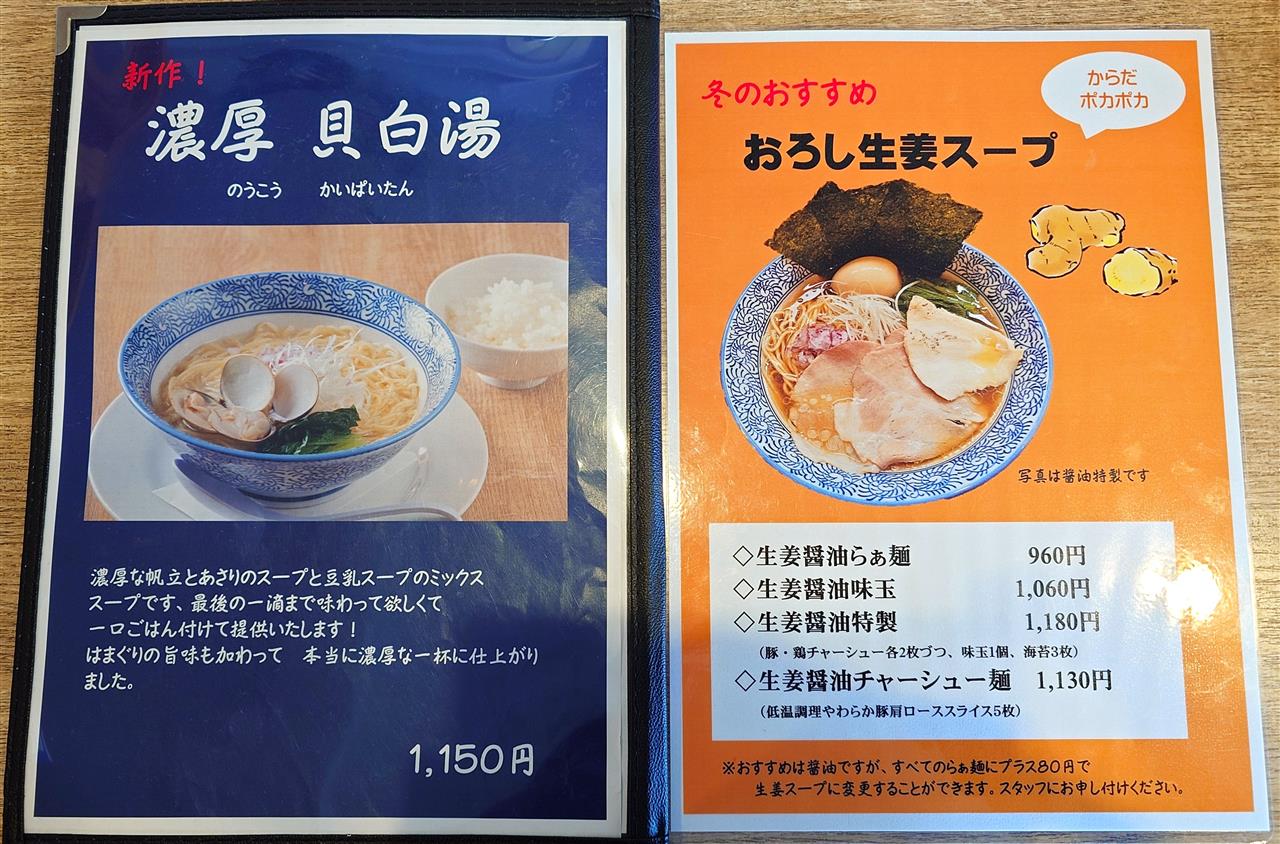 新作！
濃厚 貝白湯
のうこう かいぱいたん
濃厚な帆立とあさりのスープと豆乳スープのミックス
スープです、最後の一滴まで味わって欲しくて
一口ごはん付けて提供いたします！
はまぐりの旨味も加わって 本当に濃厚な一杯に仕上がり
ました。
1,150円
冬のおすすめ
からだ
ポカポカ
おろし生姜スープ
写真は醤油特製です
◇生姜醤油らぁ麺 960円
◇生姜醤油味玉 1,060円
◇生姜醤油特製 1,180円
（豚・鶏チャーシュー各2枚づつ、味玉1個、海苔3枚）
◇生姜醤油チャーシュー麺 1,130円
（低温調理やわらか豚肩ローススライス5枚）
※おすすめは醤油ですが、すべてのらぁ麺にプラス80円で
生姜スープに変更することができます。スタッフにお申し付けください。